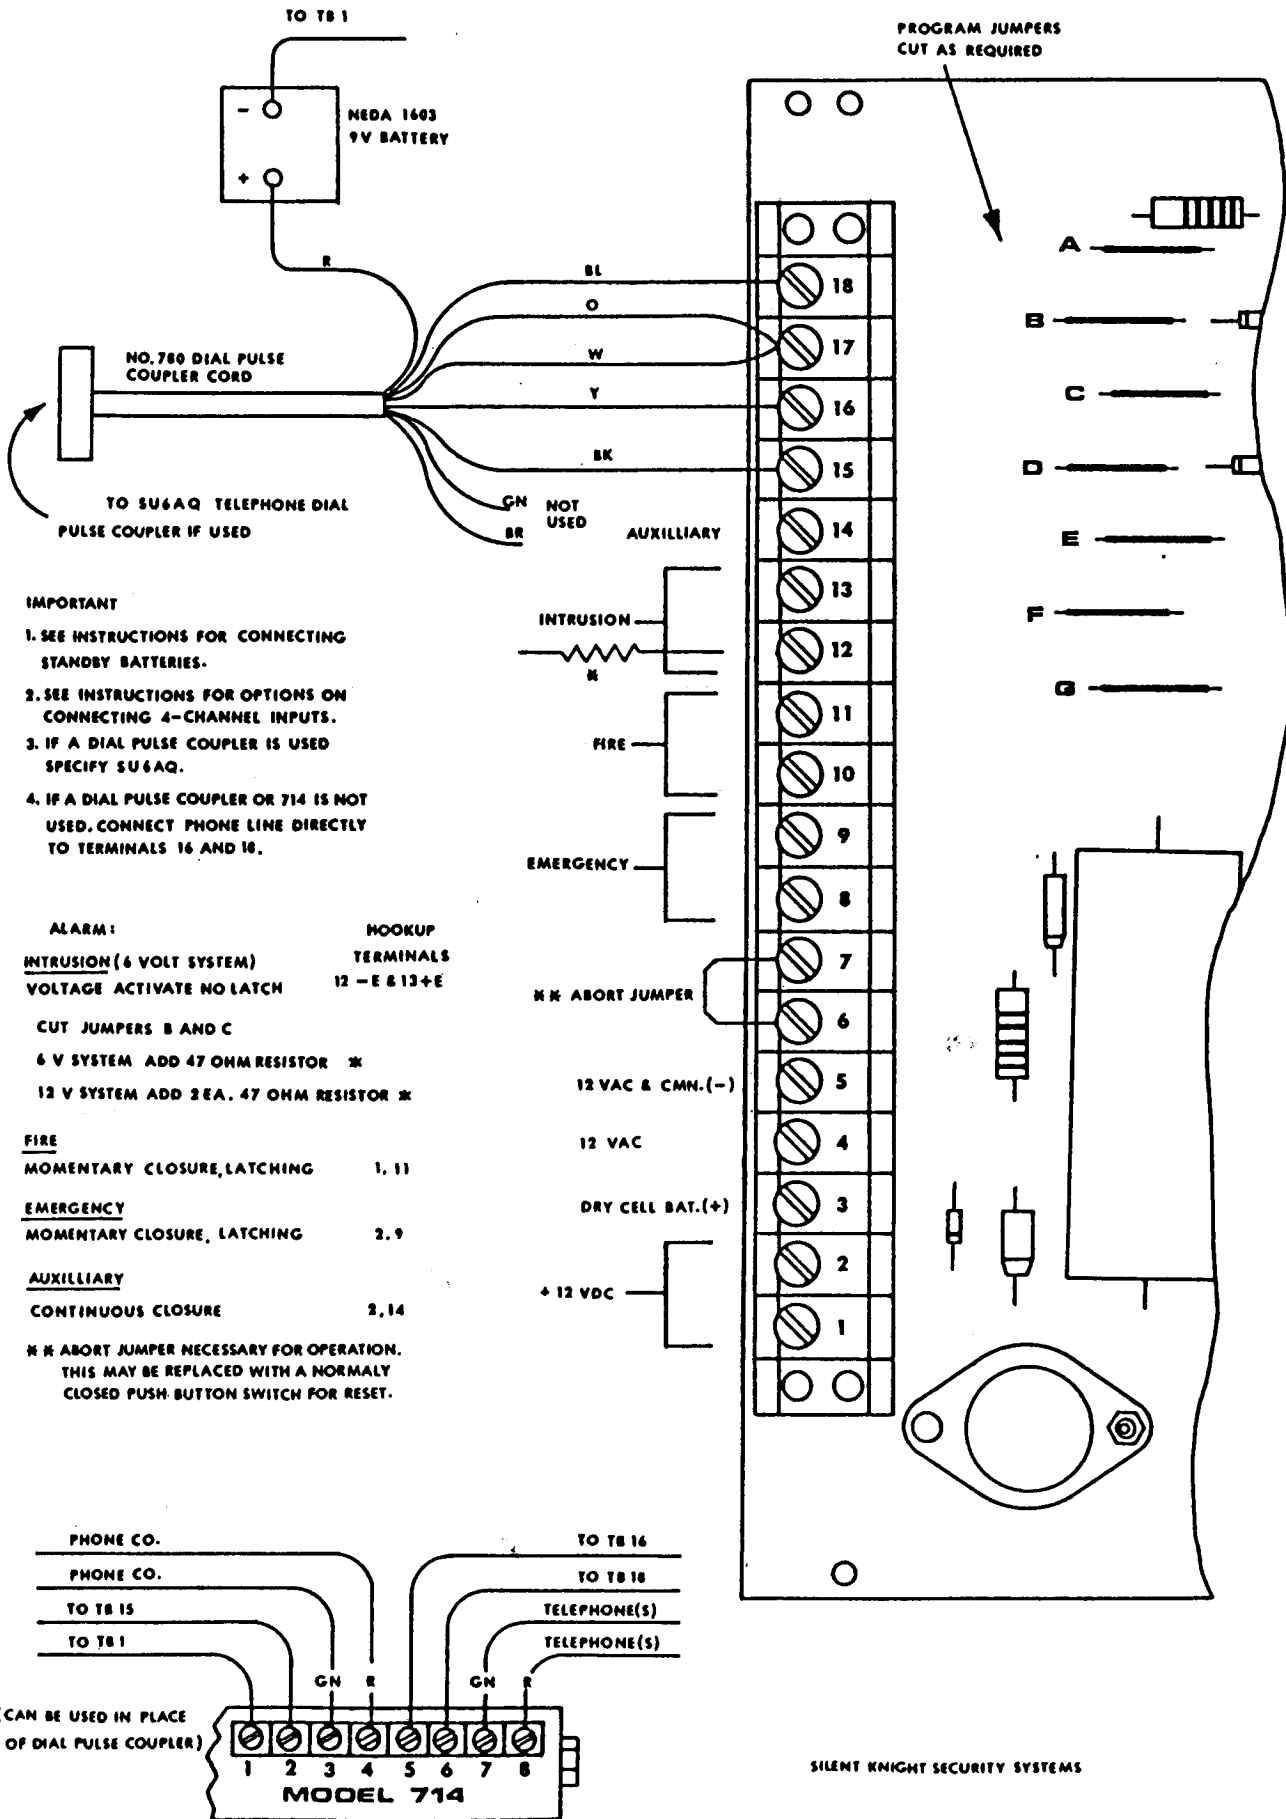 TO TB 1
PROGRAM JUMPERS
CUT AS REQUIRED
-
NEDA 1603
9V BATTERY
+
R
BL
O
W
Y
BK
GN
BR
NOT
USED
NO. 780 DIAL PULSE
COUPLER CORD
TO SU6AQ TELEPHONE DIAL
PULSE COUPLER IF USED
18
17
16
15
14
13
12
11
10
9
8
7
6
5
4
3
2
1
A
B
C
D
E
F
G
AUXILLIARY
INTRUSION
*
FIRE
EMERGENCY
** ABORT JUMPER
12 VAC & CMN.(-)
12 VAC
DRY CELL BAT.(+)
+ 12 VDC
IMPORTANT
1. SEE INSTRUCTIONS FOR CONNECTING
STANDBY BATTERIES.
2. SEE INSTRUCTIONS FOR OPTIONS ON
CONNECTING 4-CHANNEL INPUTS.
3. IF A DIAL PULSE COUPLER IS USED
SPECIFY SU6AQ.
4. IF A DIAL PULSE COUPLER OR 714 IS NOT
USED, CONNECT PHONE LINE DIRECTLY
TO TERMINALS 16 AND 18.
ALARM: HOOKUP
INTRUSION (6 VOLT SYSTEM) TERMINALS
VOLTAGE ACTIVATE NO LATCH 12 -E & 13+E
CUT JUMPERS B AND C
6 V SYSTEM ADD 47 OHM RESISTOR *
12 V SYSTEM ADD 2EA. 47 OHM RESISTOR *
FIRE
MOMENTARY CLOSURE, LATCHING 1, 11
EMERGENCY
MOMENTARY CLOSURE, LATCHING 2, 9
AUXILLIARY
CONTINUOUS CLOSURE 2, 14
** ABORT JUMPER NECESSARY FOR OPERATION.
THIS MAY BE REPLACED WITH A NORMALY
CLOSED PUSH BUTTON SWITCH FOR RESET.
PHONE CO.
PHONE CO.
TO TB 15
TO TB 1
TO TB 16
TO TB 18
TELEPHONE(S)
TELEPHONE(S)
GN R GN R
(CAN BE USED IN PLACE
OF DIAL PULSE COUPLER)
1 2 3 4 5 6 7 8
MODEL 714
SILENT KNIGHT SECURITY SYSTEMS